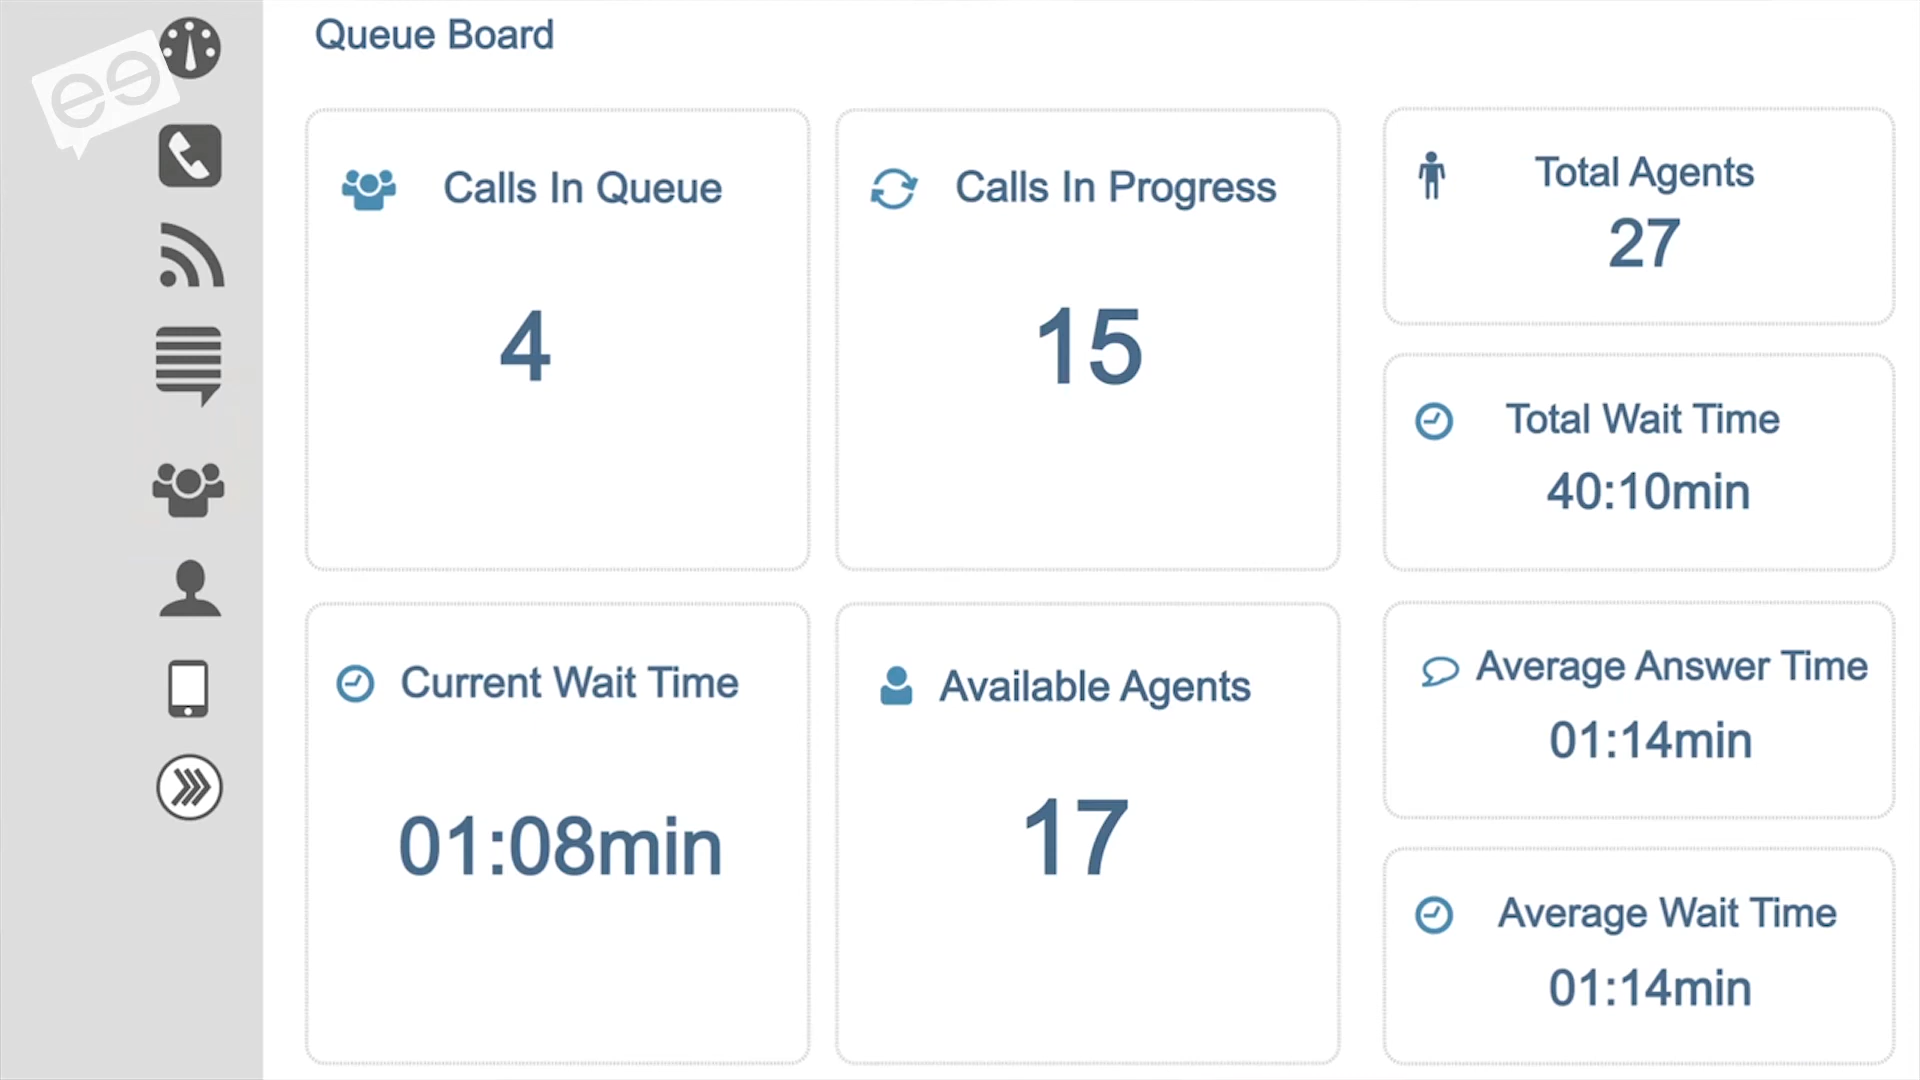 Queue Board
Calls In Queue
4
Calls In Progress
15
Total Agents
27
Total Wait Time
40:10min
Current Wait Time
01:08min
Available Agents
17
Average Answer Time
01:14min
Average Wait Time
01:14min